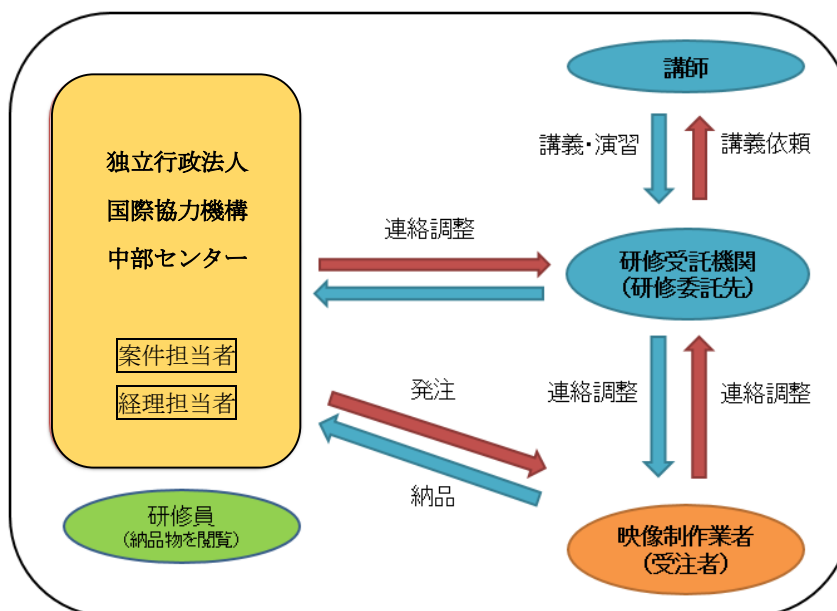 講師
講義・演習
講義依頼
独立行政法人
国際協力機構
中部センター
連絡調整
研修受託機関
(研修委託先)
案件担当者
経理担当者
発注
連絡調整
連絡調整
納品
研修員
(納品物を閲覧)
映像制作業者
(受注者)